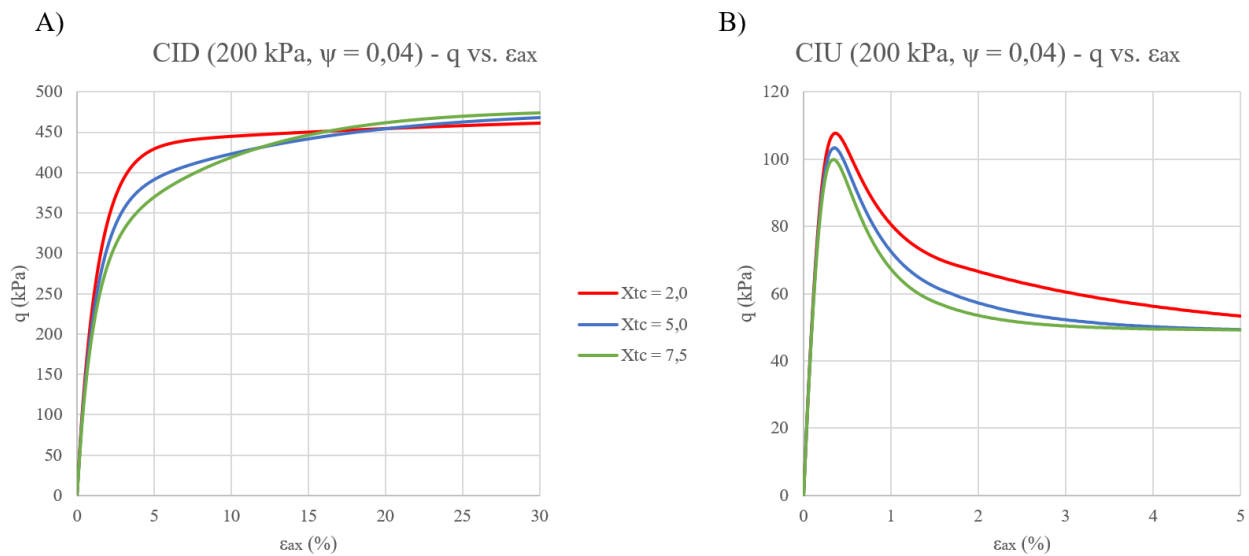 A)
CID (200 kPa, ψ = 0,04) - q vs. εax
500
450
400
350
300
250
200
150
100
50
0
q (kPa)
0 5 10 15 20 25 30
εax (%)
Xtc = 2,0
Xtc = 5,0
Xtc = 7,5
B)
CIU (200 kPa, ψ = 0,04) - q vs. εax
120
100
80
60
40
20
0
q (kPa)
0 1 2 3 4 5
εax (%)